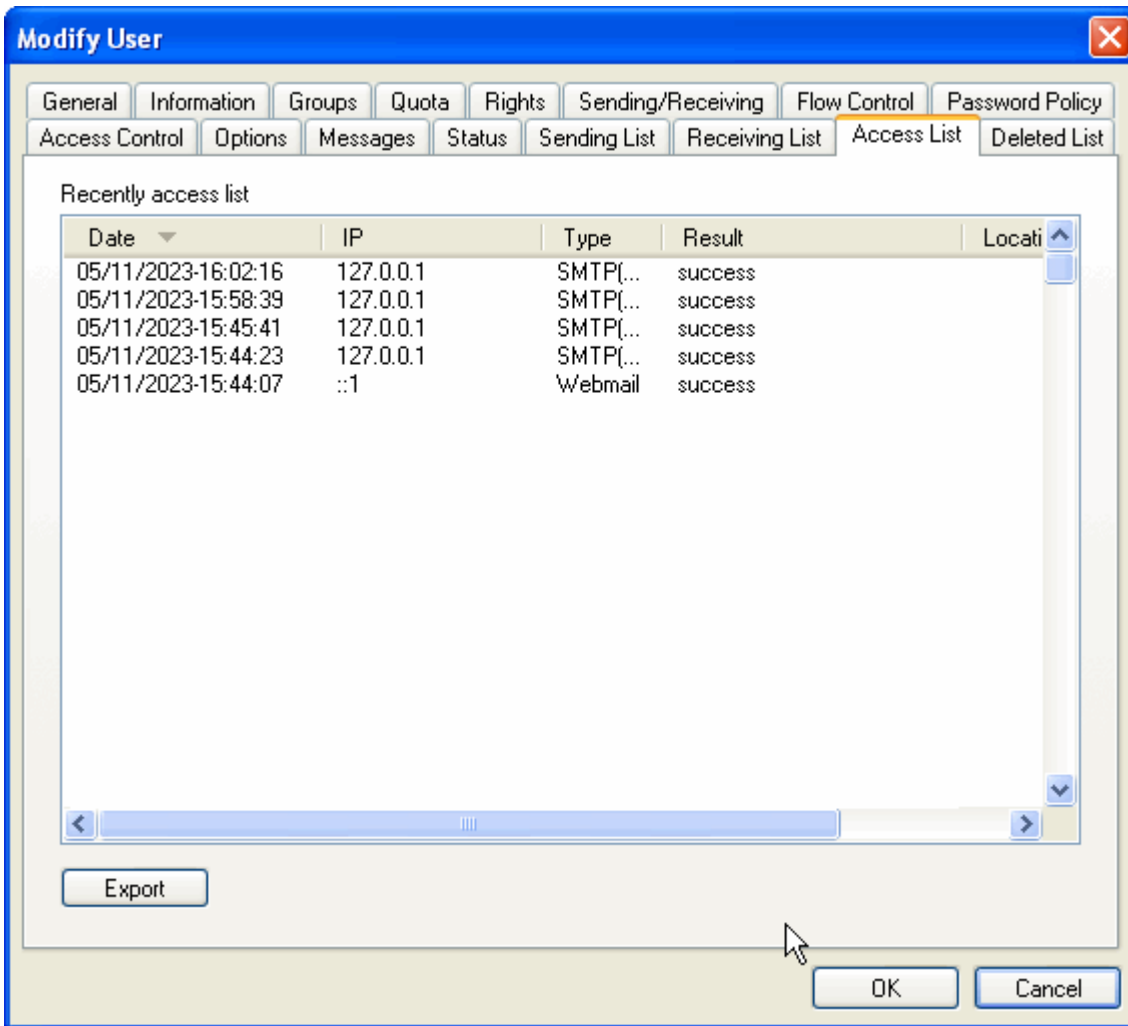 Modify User
General Information Groups Quota Rights Sending/Receiving Flow Control Password Policy
Access Control Options Messages Status Sending List Receiving List Access List Deleted List
Recently access list
Date IP Type Result Locati
05/11/2023-16:02:16 127.0.0.1 SMTP(... success
05/11/2023-15:58:39 127.0.0.1 SMTP(... success
05/11/2023-15:45:41 127.0.0.1 SMTP(... success
05/11/2023-15:44:23 127.0.0.1 SMTP(... success
05/11/2023-15:44:07 ::1 Webmail success
Export
OK Cancel